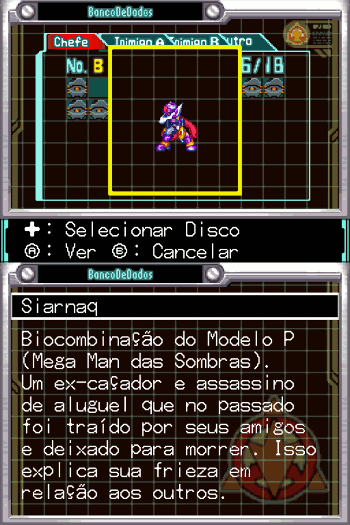 BancoDeDados
Chefe Inimigo A Inimigo B utro
No. B 6/18
✚: Selecionar Disco
Ⓐ: Ver Ⓑ: Cancelar
BancoDeDados
Siarnaq
Biocombinação do Modelo P
(Mega Man das Sombras).
Um ex-caçador e assassino
de aluguel que no passado
foi traído por seus amigos
e deixado para morrer. Isso
explica sua frieza em
relação aos outros.